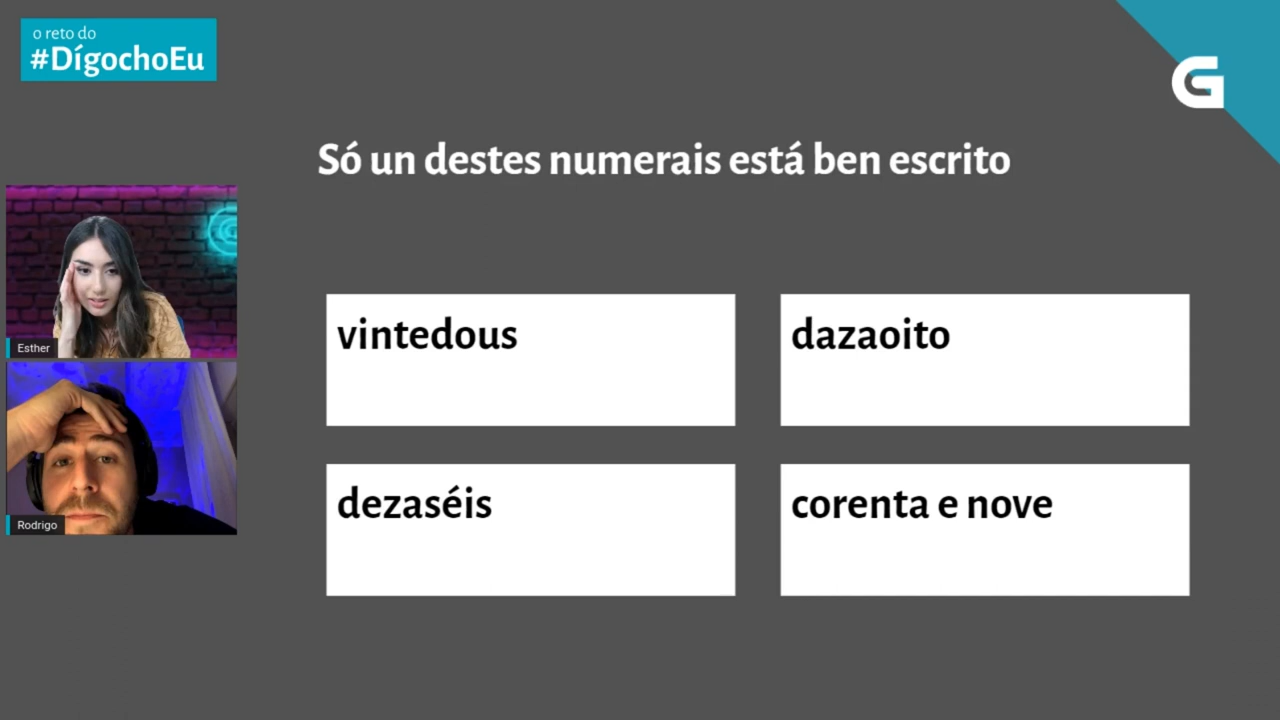 o reto do
#DígochoEu
G
Só un destes numerais está ben escrito
vintedous
dazaoito
dezaséis
corenta e nove
Esther
Rodrigo